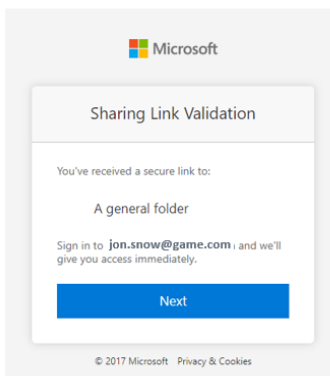 Microsoft
Sharing Link Validation
You've received a secure link to:
A general folder
Sign in to jon.snow@game.com and we'll
give you access immediately.
Next
© 2017 Microsoft Privacy & Cookies